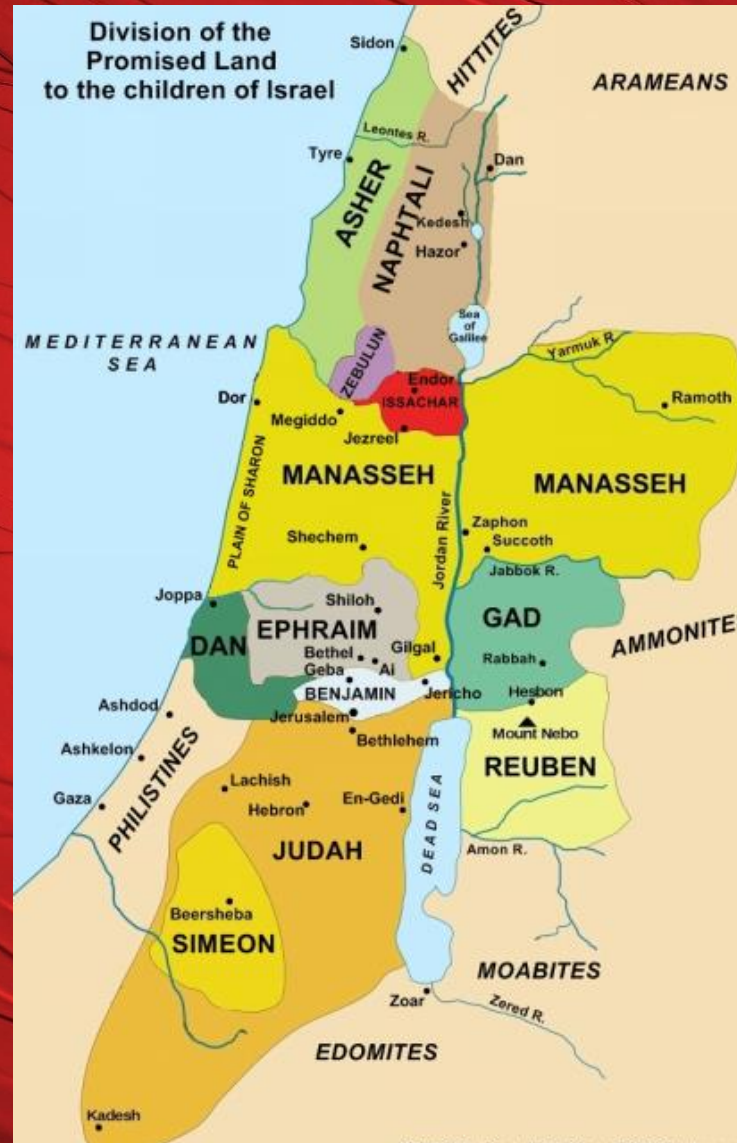 Division of the
Promised Land
to the children of Israel
Sidon
HITTITES
ARAMEANS
Leontes R.
Tyre
Dan
ASHER
NAPHTALI
Kedesh
Hazor
MEDITERRANEAN
SEA
Sea
of
Galilee
Yarmuk R.
ZEBULUN
Endor
ISSACHAR
Ramoth
Dor
Megiddo
Jezreel
MANASSEH
MANASSEH
PLAIN OF SHARON
Jordan River
Zaphon
Succoth
Shechem
Jabbok R.
Joppa
Shiloh
GAD
DAN
EPHRAIM
AMMONITE
Bethel
Gilgal
Ai
Rabbah
Geba
BENJAMIN
Jericho
Hesbon
Ashdod
Jerusalem
Mount Nebo
Bethlehem
Ashkelon
REUBEN
Lachish
Gaza
PHILISTINES
Hebron
En-Gedi
DEAD SEA
JUDAH
Arnon R.
Beersheba
SIMEON
MOABITES
Zoar
Zered R.
EDOMITES
Kadesh